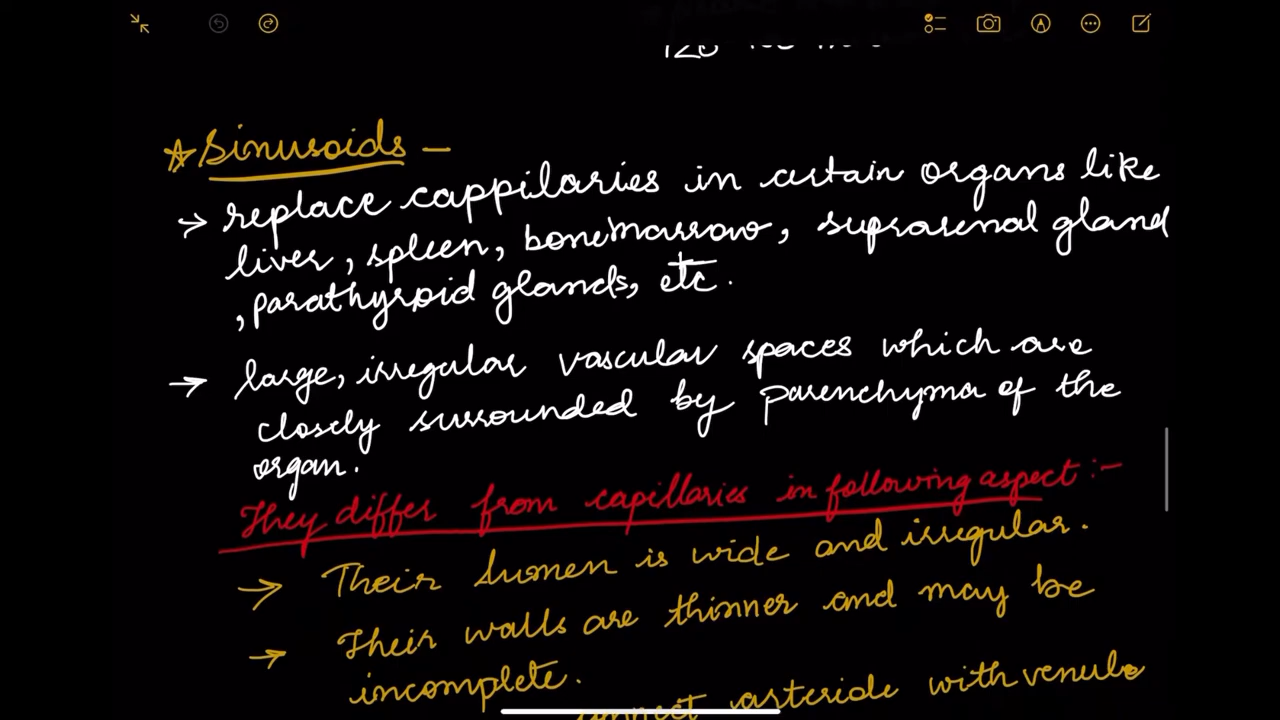 ★ Sinusoids -
→ replace cappilaries in certain organs like
liver, spleen, bonemarrow, suprarenal gland
, parathyroid glands, etc.
→ large, irregular vascular spaces which are
closely surrounded by parenchyma of the
organ.
They differ from capillaries in following aspect :-
→ Their lumen is wide and irregular.
→ Their walls are thinner and may be
incomplete.
arteriole with venule